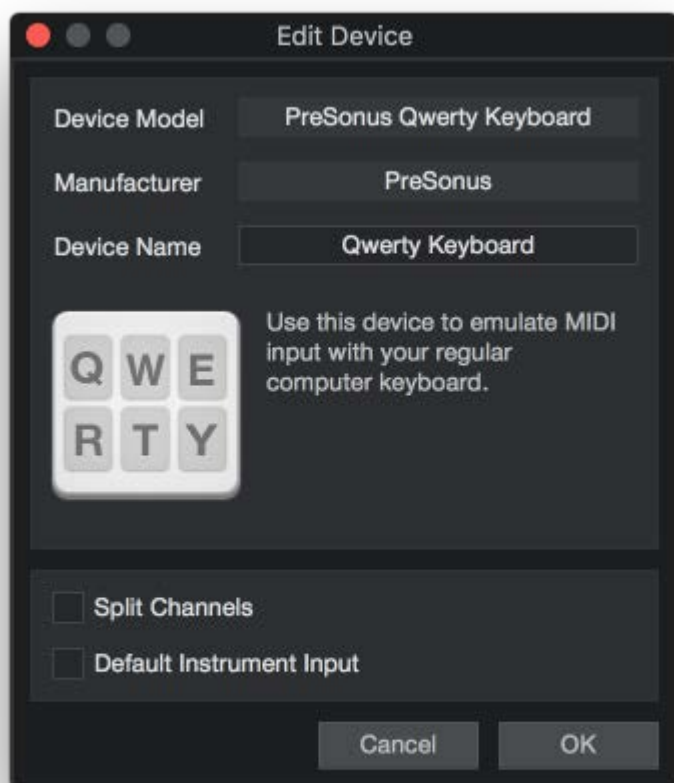 Edit Device
Device Model PreSonus Qwerty Keyboard
Manufacturer PreSonus
Device Name Qwerty Keyboard
Use this device to emulate MIDI
input with your regular
computer keyboard.
Q W E
R T Y
Split Channels
Default Instrument Input
Cancel OK